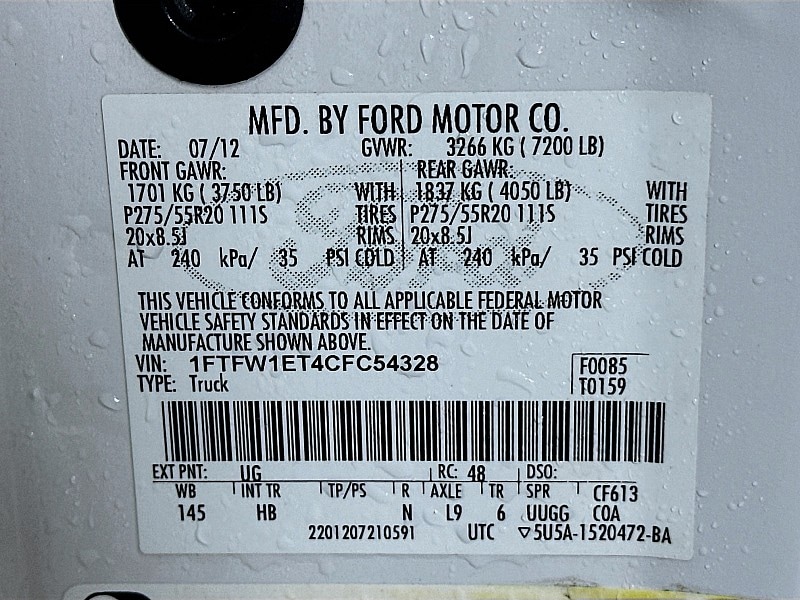 MFD. BY FORD MOTOR CO.
DATE: 07/12 GVWR: 3266 KG ( 7200 LB)
FRONT GAWR: REAR GAWR:
1701 KG ( 3750 LB) WITH 1837 KG ( 4050 LB) WITH
P275/55R20 111S TIRES P275/55R20 111S TIRES
20x8.5J RIMS 20x8.5J RIMS
AT 240 kPa/ 35 PSI COLD AT 240 kPa/ 35 PSI COLD
THIS VEHICLE CONFORMS TO ALL APPLICABLE FEDERAL MOTOR
VEHICLE SAFETY STANDARDS IN EFFECT ON THE DATE OF
MANUFACTURE SHOWN ABOVE.
VIN: 1FTFW1ET4CFC54328 F0085
TYPE: Truck T0159
EXT PNT: UG RC: 48 DSO:
WB INT TR TP/PS R AXLE TR SPR CF613
145 HB N L9 6 UUGG COA
2201207210591 UTC ▽5U5A-1520472-BA